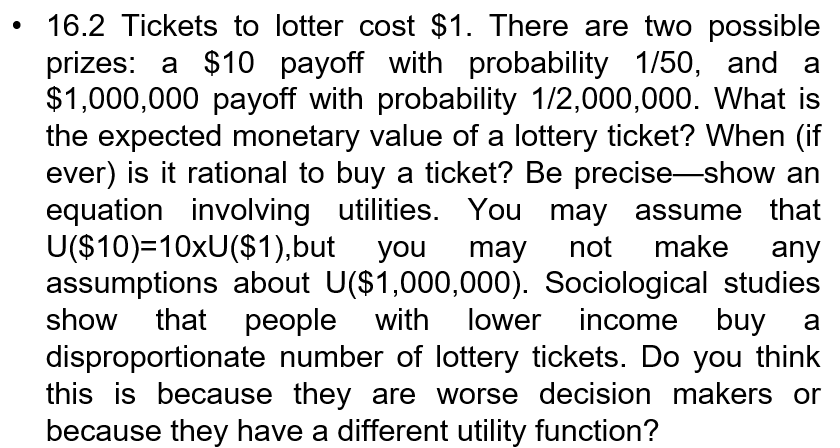 • 16.2 Tickets to lotter cost $1. There are two possible
prizes: a $10 payoff with probability 1/50, and a
$1,000,000 payoff with probability 1/2,000,000. What is
the expected monetary value of a lottery ticket? When (if
ever) is it rational to buy a ticket? Be precise—show an
equation involving utilities. You may assume that
U($10)=10xU($1),but you may not make any
assumptions about U($1,000,000). Sociological studies
show that people with lower income buy a
disproportionate number of lottery tickets. Do you think
this is because they are worse decision makers or
because they have a different utility function?